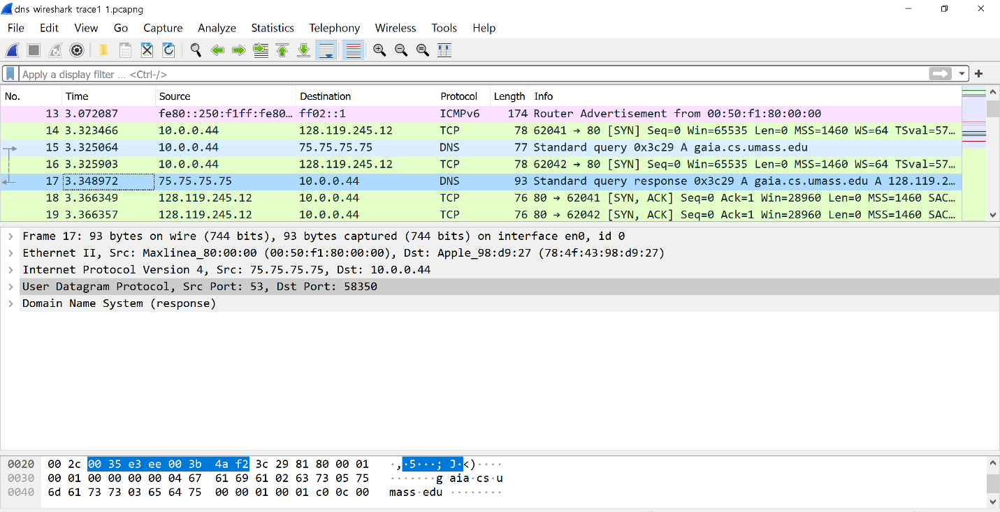 dns wireshark trace1 1.pcapng
File Edit View Go Capture Analyze Statistics Telephony Wireless Tools Help
Apply a display filter … <Ctrl-/>
No. Time Source Destination Protocol Length Info
13 3.072087 fe80::250:f1ff:fe80… ff02::1 ICMPv6 174 Router Advertisement from 00:50:f1:80:00:00
14 3.323466 10.0.0.44 128.119.245.12 TCP 78 62041 → 80 [SYN] Seq=0 Win=65535 Len=0 MSS=1460 WS=64 TSval=57…
15 3.325064 10.0.0.44 75.75.75.75 DNS 77 Standard query 0x3c29 A gaia.cs.umass.edu
16 3.325903 10.0.0.44 128.119.245.12 TCP 78 62042 → 80 [SYN] Seq=0 Win=65535 Len=0 MSS=1460 WS=64 TSval=57…
17 3.348972 75.75.75.75 10.0.0.44 DNS 93 Standard query response 0x3c29 A gaia.cs.umass.edu A 128.119.2…
18 3.366349 128.119.245.12 10.0.0.44 TCP 76 80 → 62041 [SYN, ACK] Seq=0 Ack=1 Win=28960 Len=0 MSS=1460 SAC…
19 3.366357 128.119.245.12 10.0.0.44 TCP 76 80 → 62042 [SYN, ACK] Seq=0 Ack=1 Win=28960 Len=0 MSS=1460 SAC…
Frame 17: 93 bytes on wire (744 bits), 93 bytes captured (744 bits) on interface en0, id 0
Ethernet II, Src: Maxlinea_80:00:00 (00:50:f1:80:00:00), Dst: Apple_98:d9:27 (78:4f:43:98:d9:27)
Internet Protocol Version 4, Src: 75.75.75.75, Dst: 10.0.0.44
User Datagram Protocol, Src Port: 53, Dst Port: 58350
Domain Name System (response)
0020 00 2c 00 35 e3 ee 00 3b 4a f2 3c 29 81 80 00 01 ·,·5···; J·<)····
0030 00 01 00 00 00 00 04 67 61 69 61 02 63 73 05 75 ·······g aia·cs·u
0040 6d 61 73 73 03 65 64 75 00 00 01 00 01 c0 0c 00 mass·edu ········